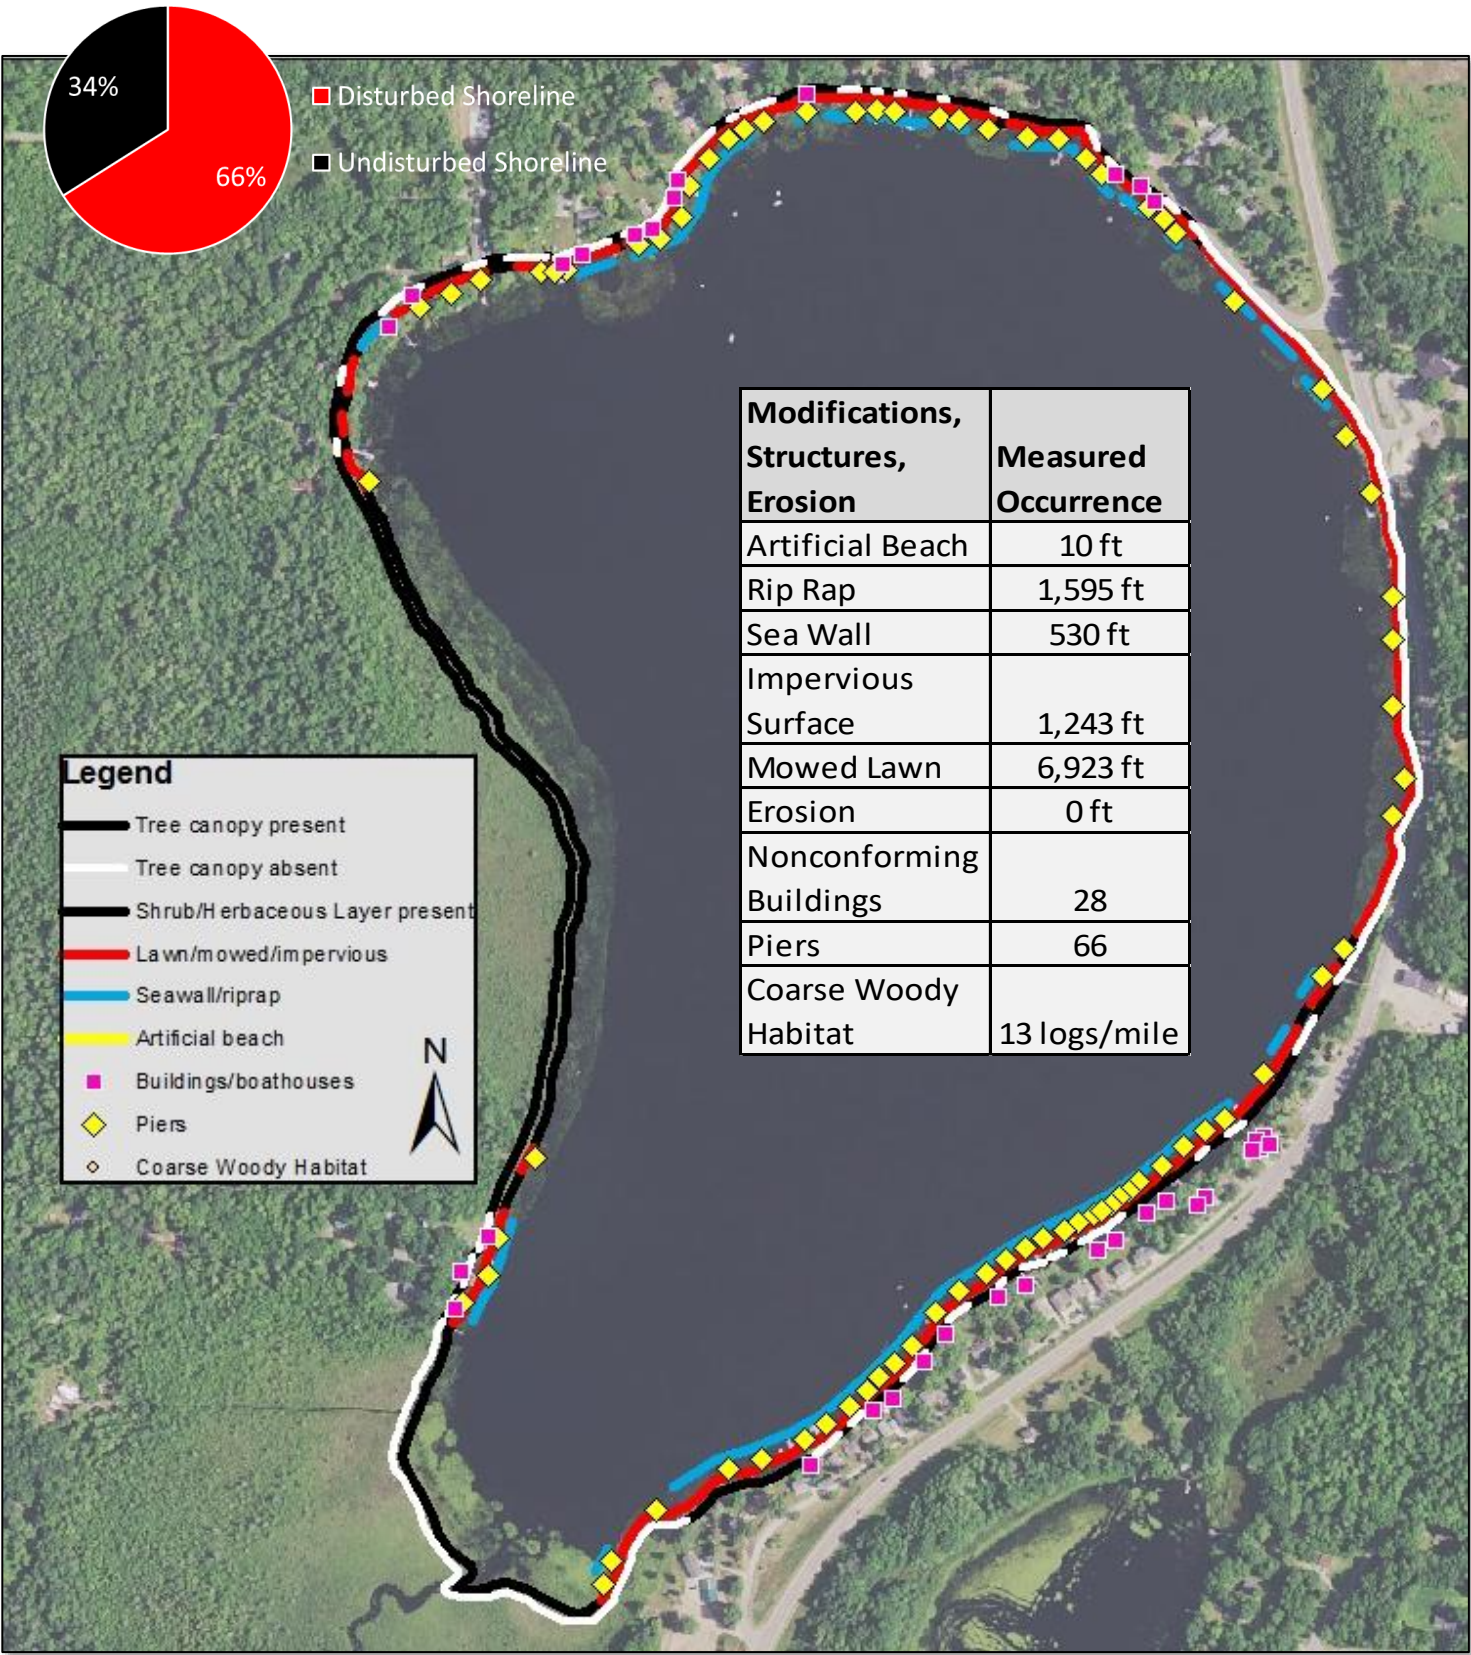 34%
66%
Disturbed Shoreline
Undisturbed Shoreline
Modifications,
Structures,
Erosion
Measured
Occurrence
Artificial Beach 10 ft
Rip Rap 1,595 ft
Sea Wall 530 ft
Impervious
Surface 1,243 ft
Mowed Lawn 6,923 ft
Erosion 0 ft
Nonconforming
Buildings 28
Piers 66
Coarse Woody
Habitat 13 logs/mile
Legend
Tree canopy present
Tree canopy absent
Shrub/Herbaceous Layer present
Lawn/mowed/impervious
Seawall/riprap
Artificial beach
Buildings/boathouses
Piers
Coarse Woody Habitat
N